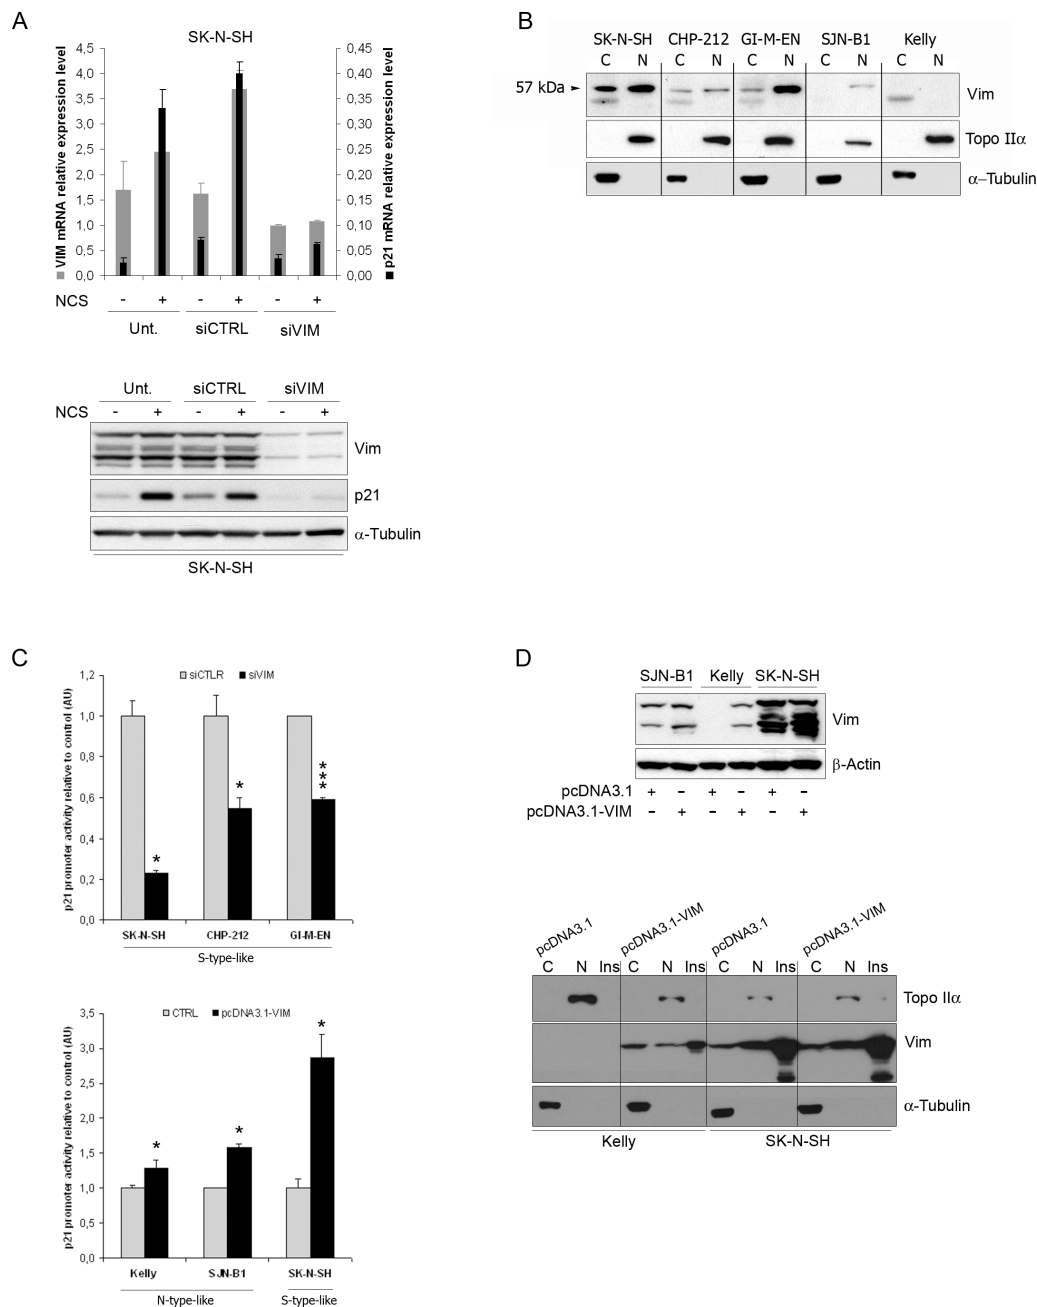 A
SK-N-SH
VIM mRNA relative expression level
4,5
4,0
3,5
3,0
2,5
2,0
1,5
1,0
0,5
0,0
0,45
0,40
0,35
0,30
0,25
0,20
0,15
0,10
0,05
0,00
p21 mRNA relative expression level
NCS - + - + - +
Unt. siCTRL siVIM
Unt. siCTRL siVIM
NCS - + - + - +
Vim
p21
α-Tubulin
SK-N-SH
B
SK-N-SH CHP-212 GI-M-EN SJN-B1 Kelly
C N C N C N C N C N
57 kDa
Vim
Topo IIα
α–Tubulin
C
siCTLR siVIM
p21 promoter activity relative to control (AU)
1,2
1,0
0,8
0,6
0,4
0,2
0,0
*
*
***
SK-N-SH CHP-212 GI-M-EN
S-type-like
CTRL pcDNA3.1-VIM
p21 promoter activity relative to control (AU)
3,5
3,0
2,5
2,0
1,5
1,0
0,5
0,0
*
*
*
Kelly SJN-B1 SK-N-SH
N-type-like S-type-like
D
SJN-B1 Kelly SK-N-SH
Vim
β-Actin
pcDNA3.1 + – + – + –
pcDNA3.1-VIM – + – + – +
pcDNA3.1 pcDNA3.1-VIM pcDNA3.1 pcDNA3.1-VIM
C N Ins C N Ins C N Ins C N Ins
Topo IIα
Vim
α-Tubulin
Kelly SK-N-SH